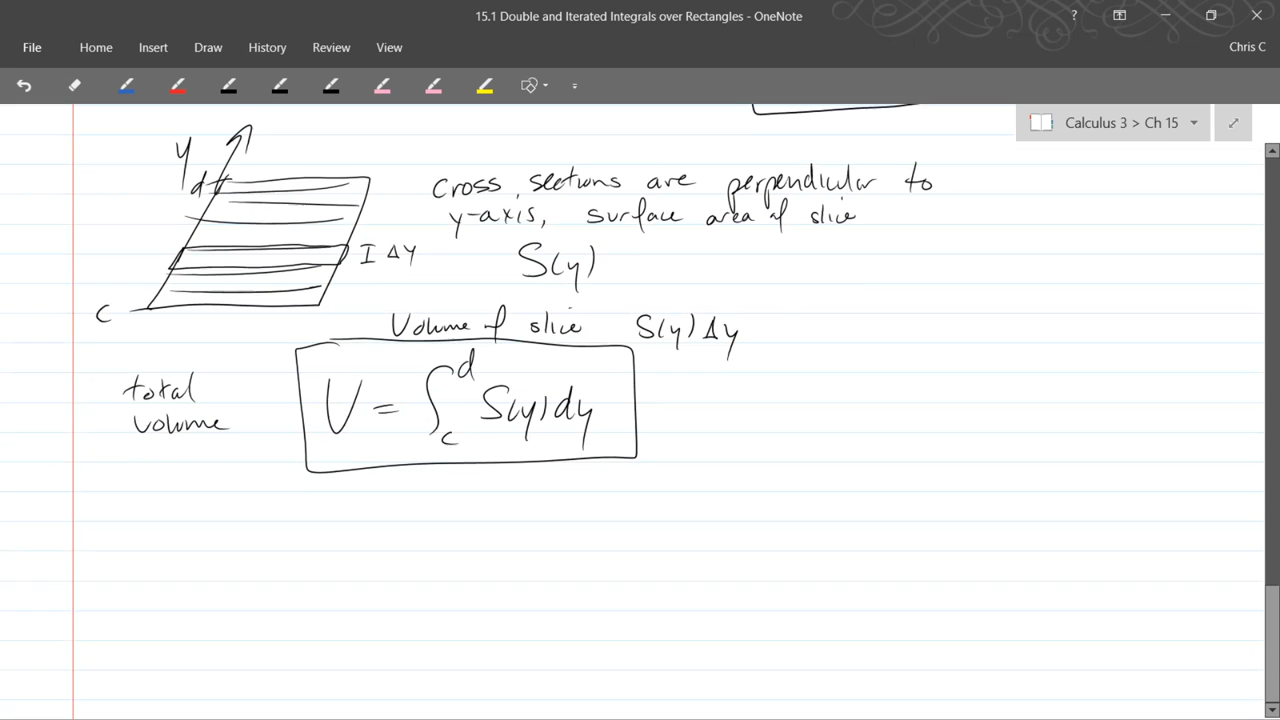 15.1 Double and Iterated Integrals over Rectangles - OneNote
?
File Home Insert Draw History Review View
Chris C
Calculus 3 > Ch 15
y
d
cross sections are perpendicular to
y-axis, surface area of slice
I Δy
S(y)
c
Volume of slice S(y) Δy
total
volume
V = ∫_c^d S(y) dy